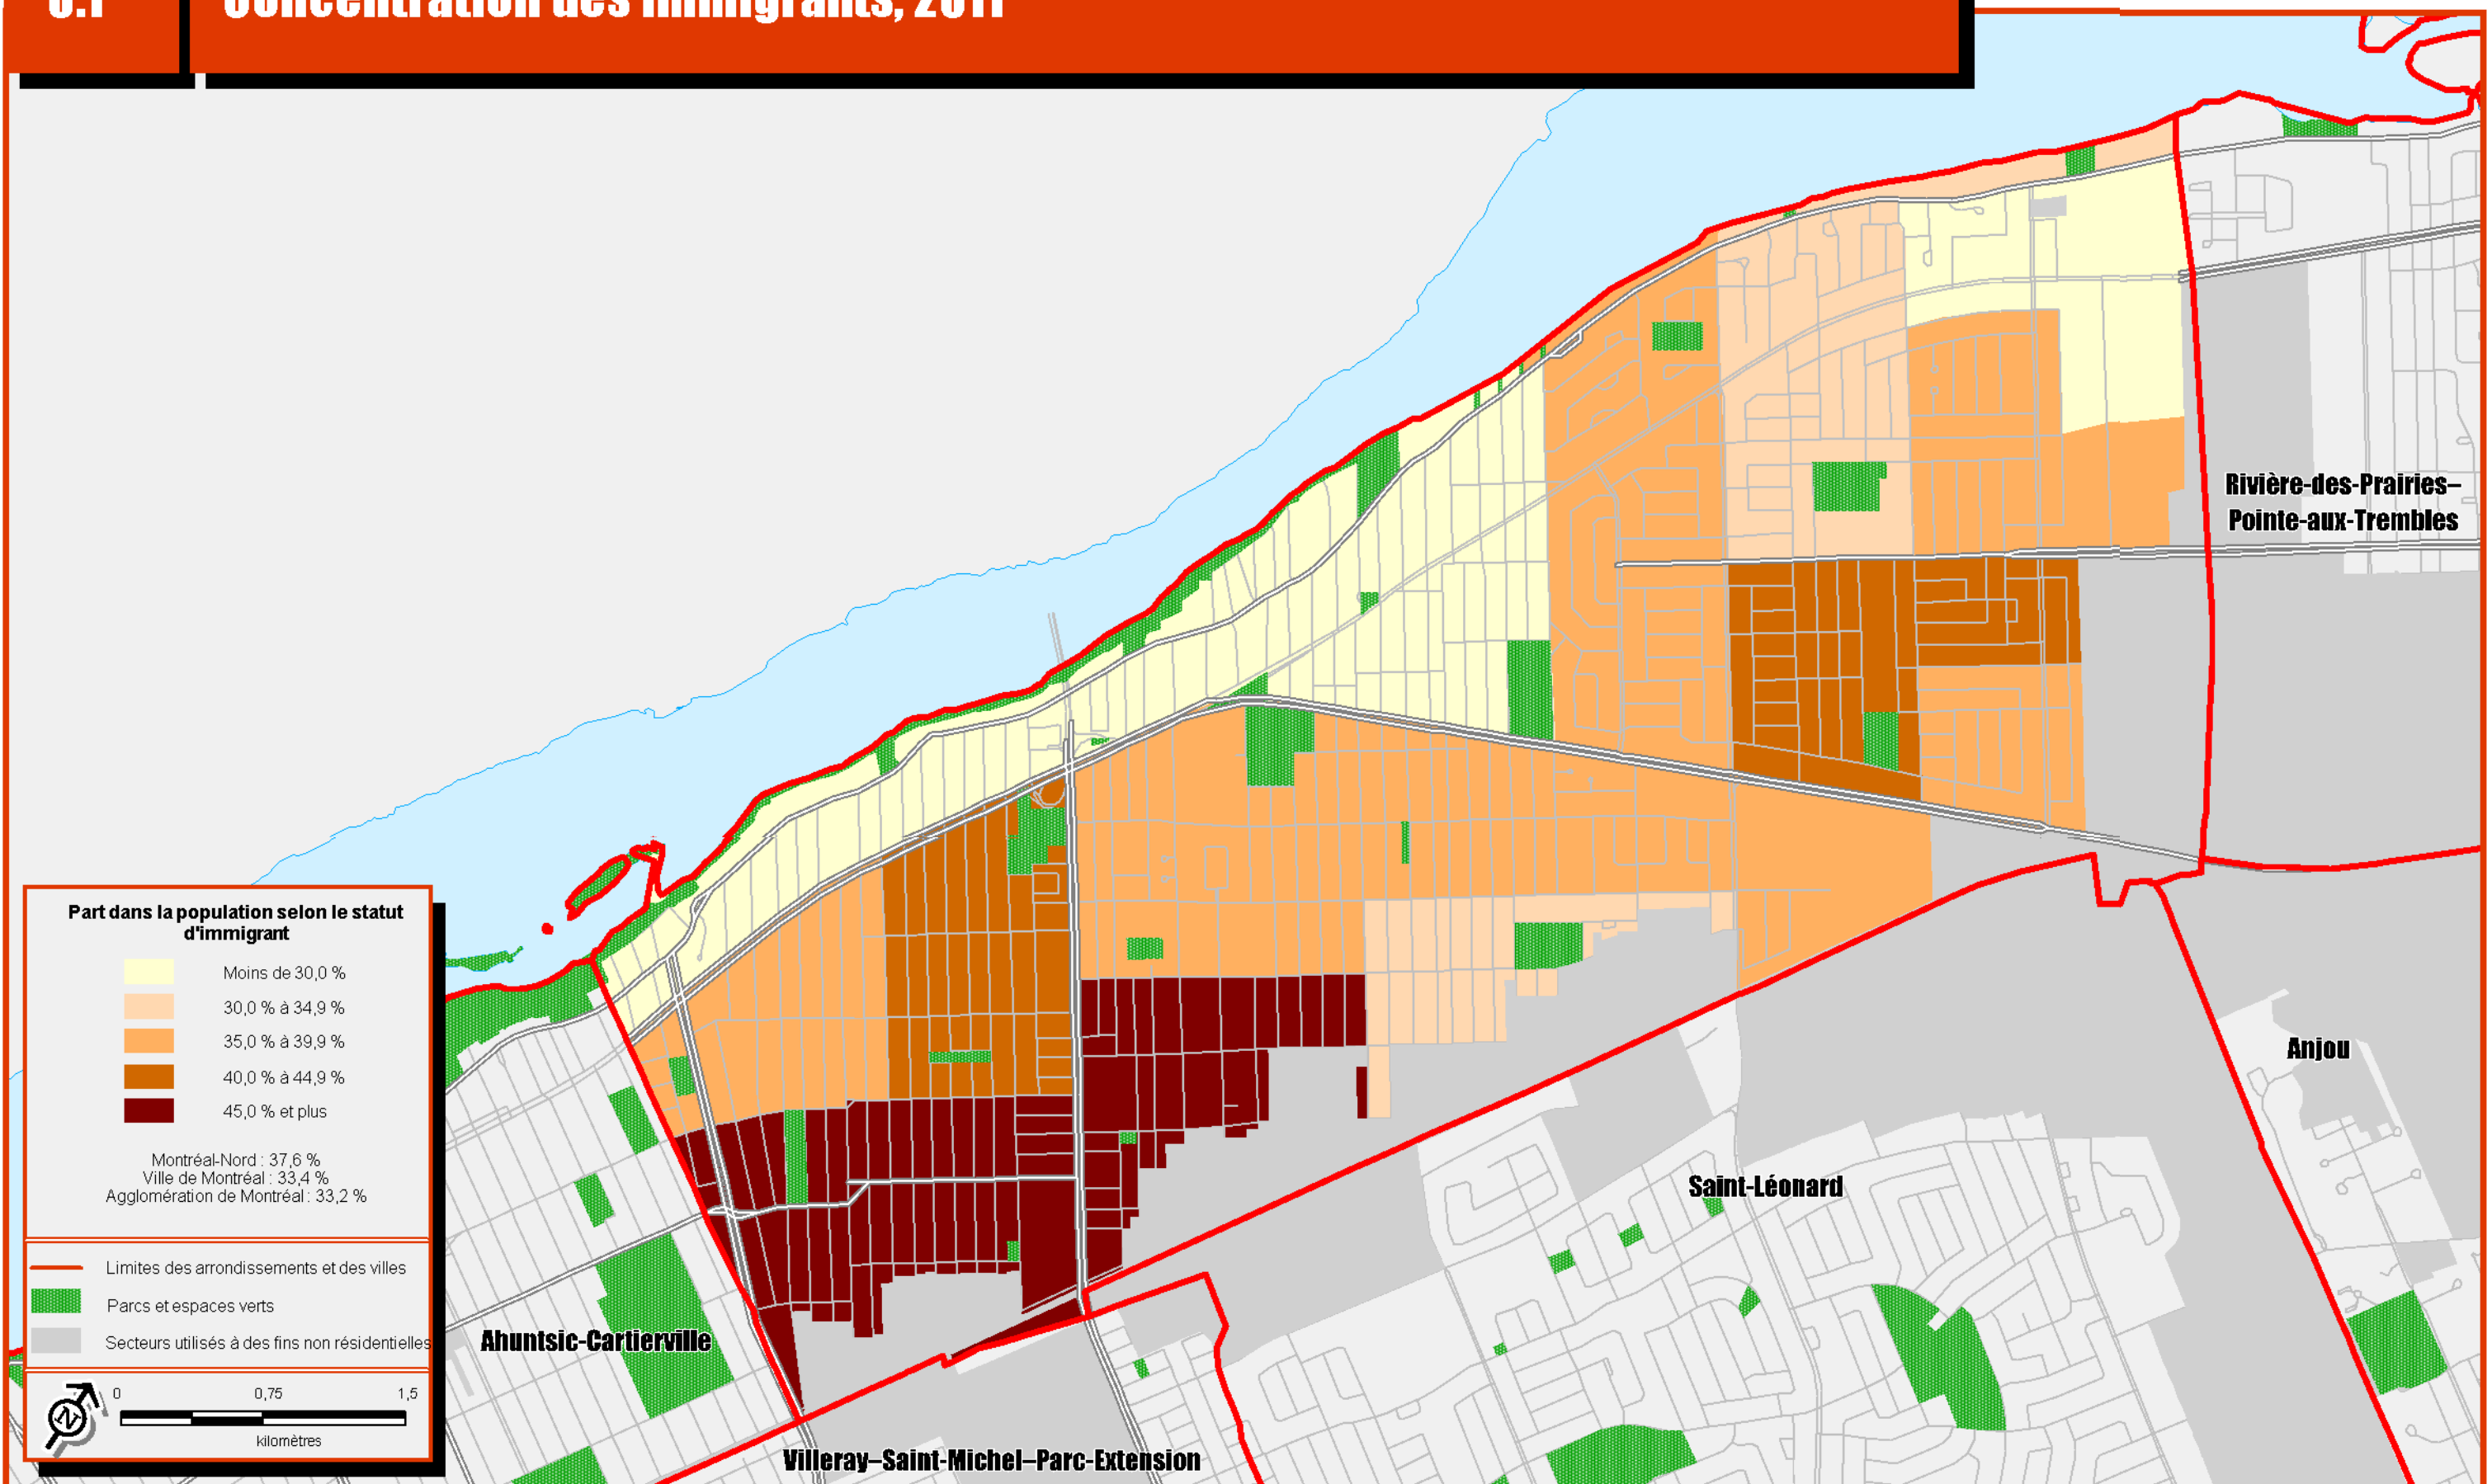 Concentration des immigrants, 2011
Rivière-des-Prairies–
Pointe-aux-Trembles
Part dans la population selon le statut
d'immigrant
Moins de 30,0 %
30,0 % à 34,9 %
35,0 % à 39,9 %
40,0 % à 44,9 %
45,0 % et plus
Montréal-Nord : 37,6 %
Ville de Montréal : 33,4 %
Agglomération de Montréal : 33,2 %
Limites des arrondissements et des villes
Parcs et espaces verts
Secteurs utilisés à des fins non résidentielles
N
0 0,75 1,5
kilomètres
Anjou
Saint-Léonard
Ahuntsic-Cartierville
Villeray–Saint-Michel–Parc-Extension